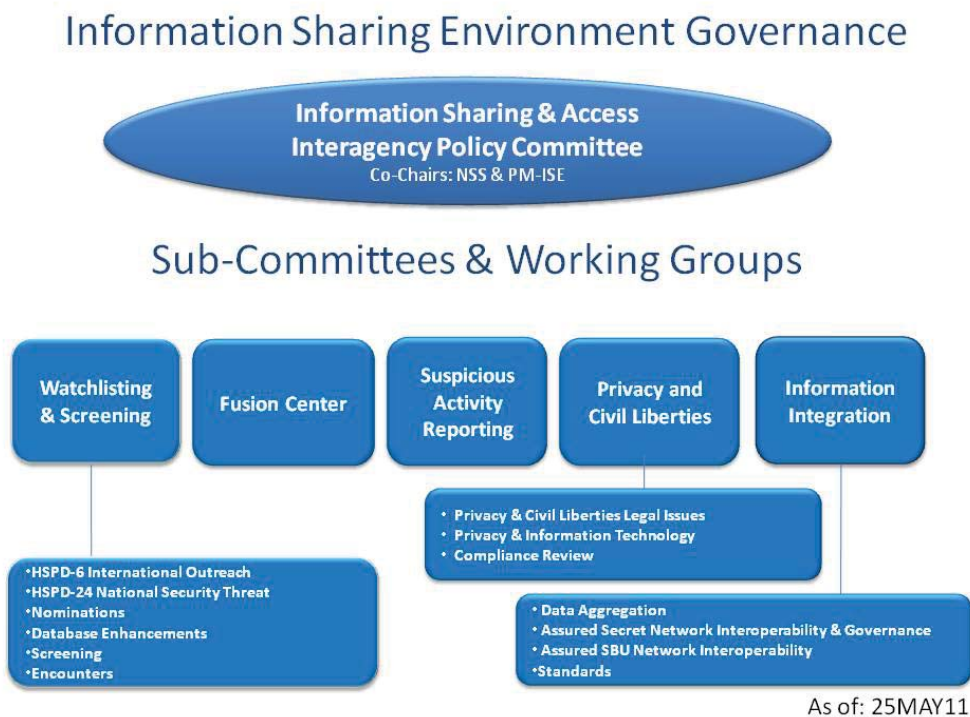 Information Sharing Environment Governance
Information Sharing & Access
Interagency Policy Committee
Co-Chairs: NSS & PM-ISE
Sub-Committees & Working Groups
Watchlisting
& Screening
Fusion Center
Suspicious
Activity
Reporting
Privacy and
Civil Liberties
Information
Integration
• Privacy & Civil Liberties Legal Issues
• Privacy & Information Technology
• Compliance Review
•HSPD-6 International Outreach
•HSPD-24 National Security Threat
•Nominations
•Database Enhancements
•Screening
•Encounters
• Data Aggregation
• Assured Secret Network Interoperability & Governance
• Assured SBU Network Interoperability
•Standards
As of: 25MAY11